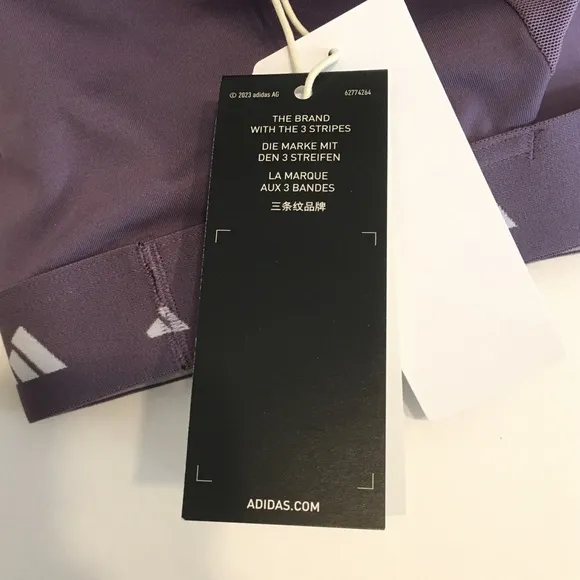 © 2023 adidas AG 62774264
THE BRAND
WITH THE 3 STRIPES
DIE MARKE MIT
DEN 3 STREIFEN
LA MARQUE
AUX 3 BANDES
三条纹品牌
ADIDAS.COM